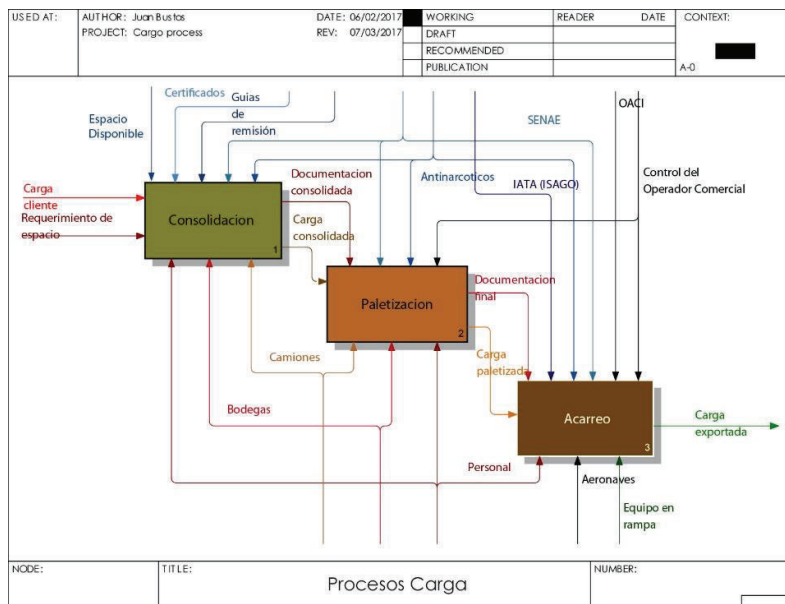 USED AT:
AUTHOR: Juan Bustos
PROJECT: Cargo process
DATE: 06/02/2017
REV: 07/03/2017
WORKING
DRAFT
RECOMMENDED
PUBLICATION
READER
DATE
CONTEXT:
A-0
Certificados
Guias
de
remisión
Espacio
Disponible
SENAE
OACI
Carga
cliente
Requerimiento de
espacio
Documentacion
consolidada
Antinarcoticos
IATA (ISAGO)
Control del
Operador Comercial
Consolidacion
1
Carga
consolidada
Paletizacion
2
Documentacion
final
Camiones
Carga
paletizada
Bodegas
Acarreo
3
Carga
exportada
Personal
Aeronaves
Equipo en
rampa
NODE:
TITLE:
Procesos Carga
NUMBER: